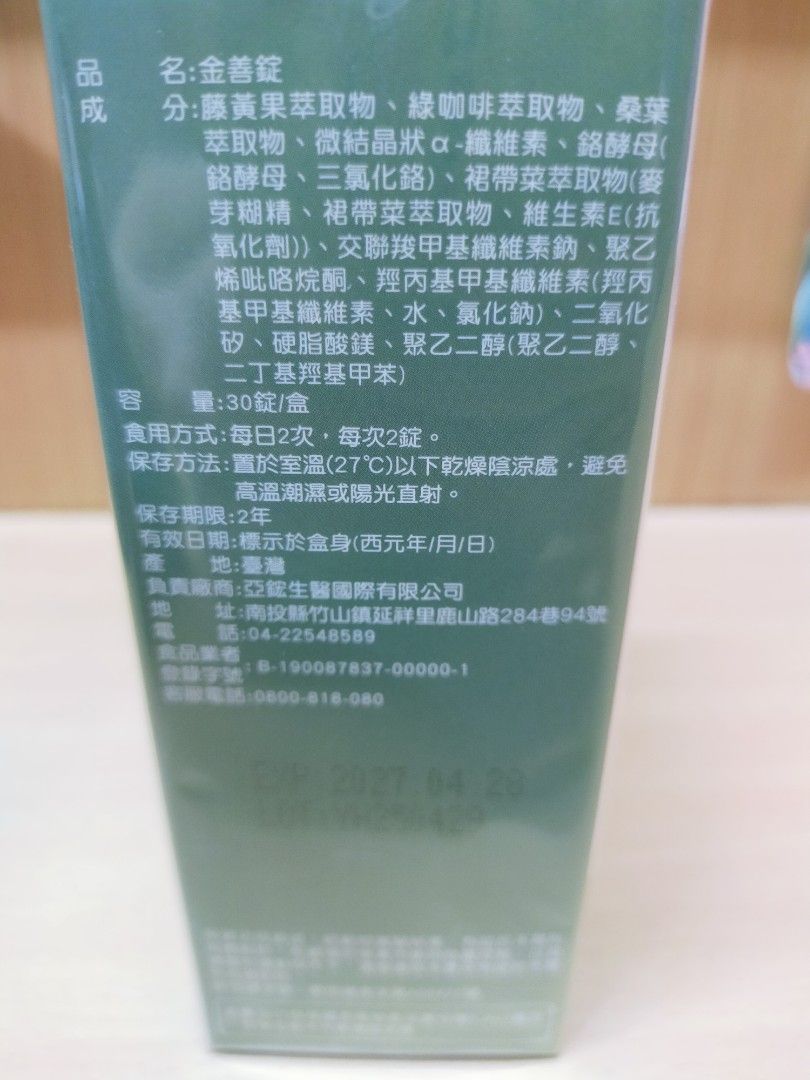 品　　名:金善錠
成　　分:藤黃果萃取物、綠咖啡萃取物、桑葉
萃取物、微結晶狀α-纖維素、鉻酵母(
鉻酵母、三氯化鉻)、裙帶菜萃取物(麥
芽糊精、裙帶菜萃取物、維生素E(抗
氧化劑))、交聯羧甲基纖維素鈉、聚乙
烯吡咯烷酮、羥丙基甲基纖維素(羥丙
基甲基纖維素、水、氯化鈉)、二氧化
矽、硬脂酸鎂、聚乙二醇(聚乙二醇、
二丁基羥基甲苯)
容　　量:30錠/盒
食用方式:每日2次，每次2錠。
保存方法:置於室溫(27℃)以下乾燥陰涼處，避免
高溫潮濕或陽光直射。
保存期限:2年
有效日期:標示於盒身(西元年/月/日)
產　　地:臺灣
負責廠商:亞錠生醫國際有限公司
地　　址:南投縣竹山鎮延祥里鹿山路284巷94號
電　　話:04-22548589
食品業者
登錄字號:B-190087837-00000-1
客服電話:0800-818-080
EXP 2027.04.28